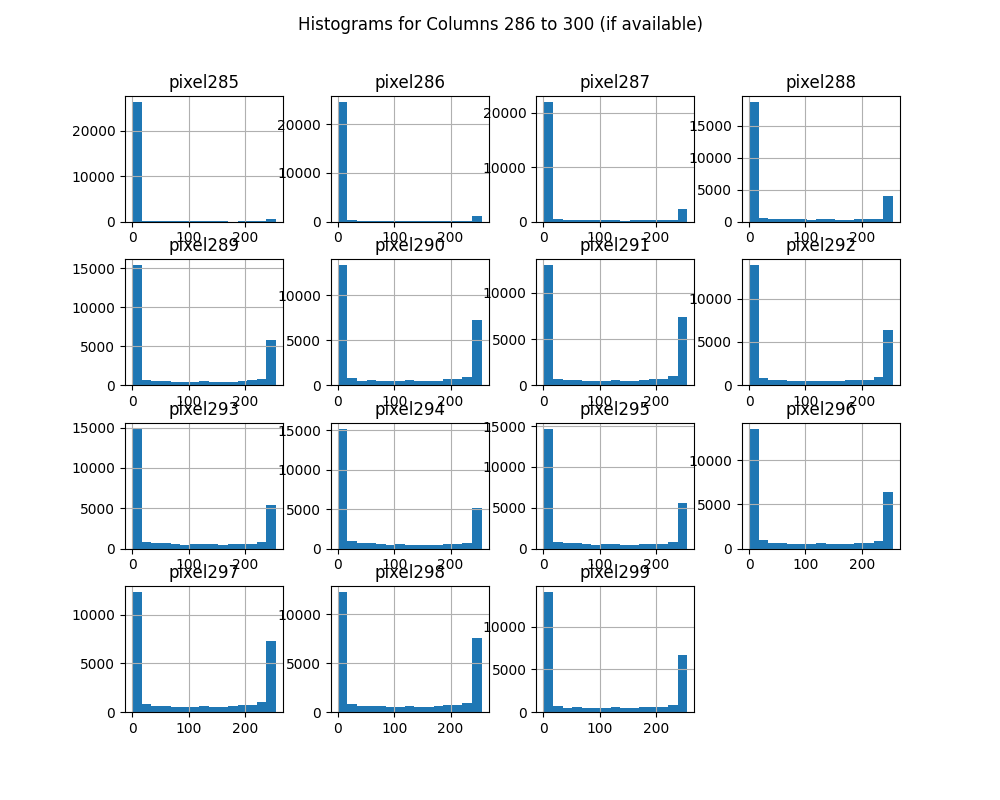 Histograms for Columns 286 to 300 (if available)
pixel285 pixel286 pixel287 pixel288
20000 20000 20000 15000
10000 10000 10000 10000
5000
0 0 0 0
0 100 200 0 100 200 0 100 200 0 100 200
pixel289 pixel290 pixel291 pixel292
15000
10000 10000 10000 10000
5000 5000 5000 5000
0 0 0 0
0 100 200 0 100 200 0 100 200 0 100 200
pixel293 pixel294 pixel295 pixel296
15000 15000 15000
10000 10000 10000 10000
5000 5000 5000 5000
0 0 0 0
0 100 200 0 100 200 0 100 200 0 100 200
pixel297 pixel298 pixel299
10000 10000 10000
5000 5000 5000
0 0 0
0 100 200 0 100 200 0 100 200